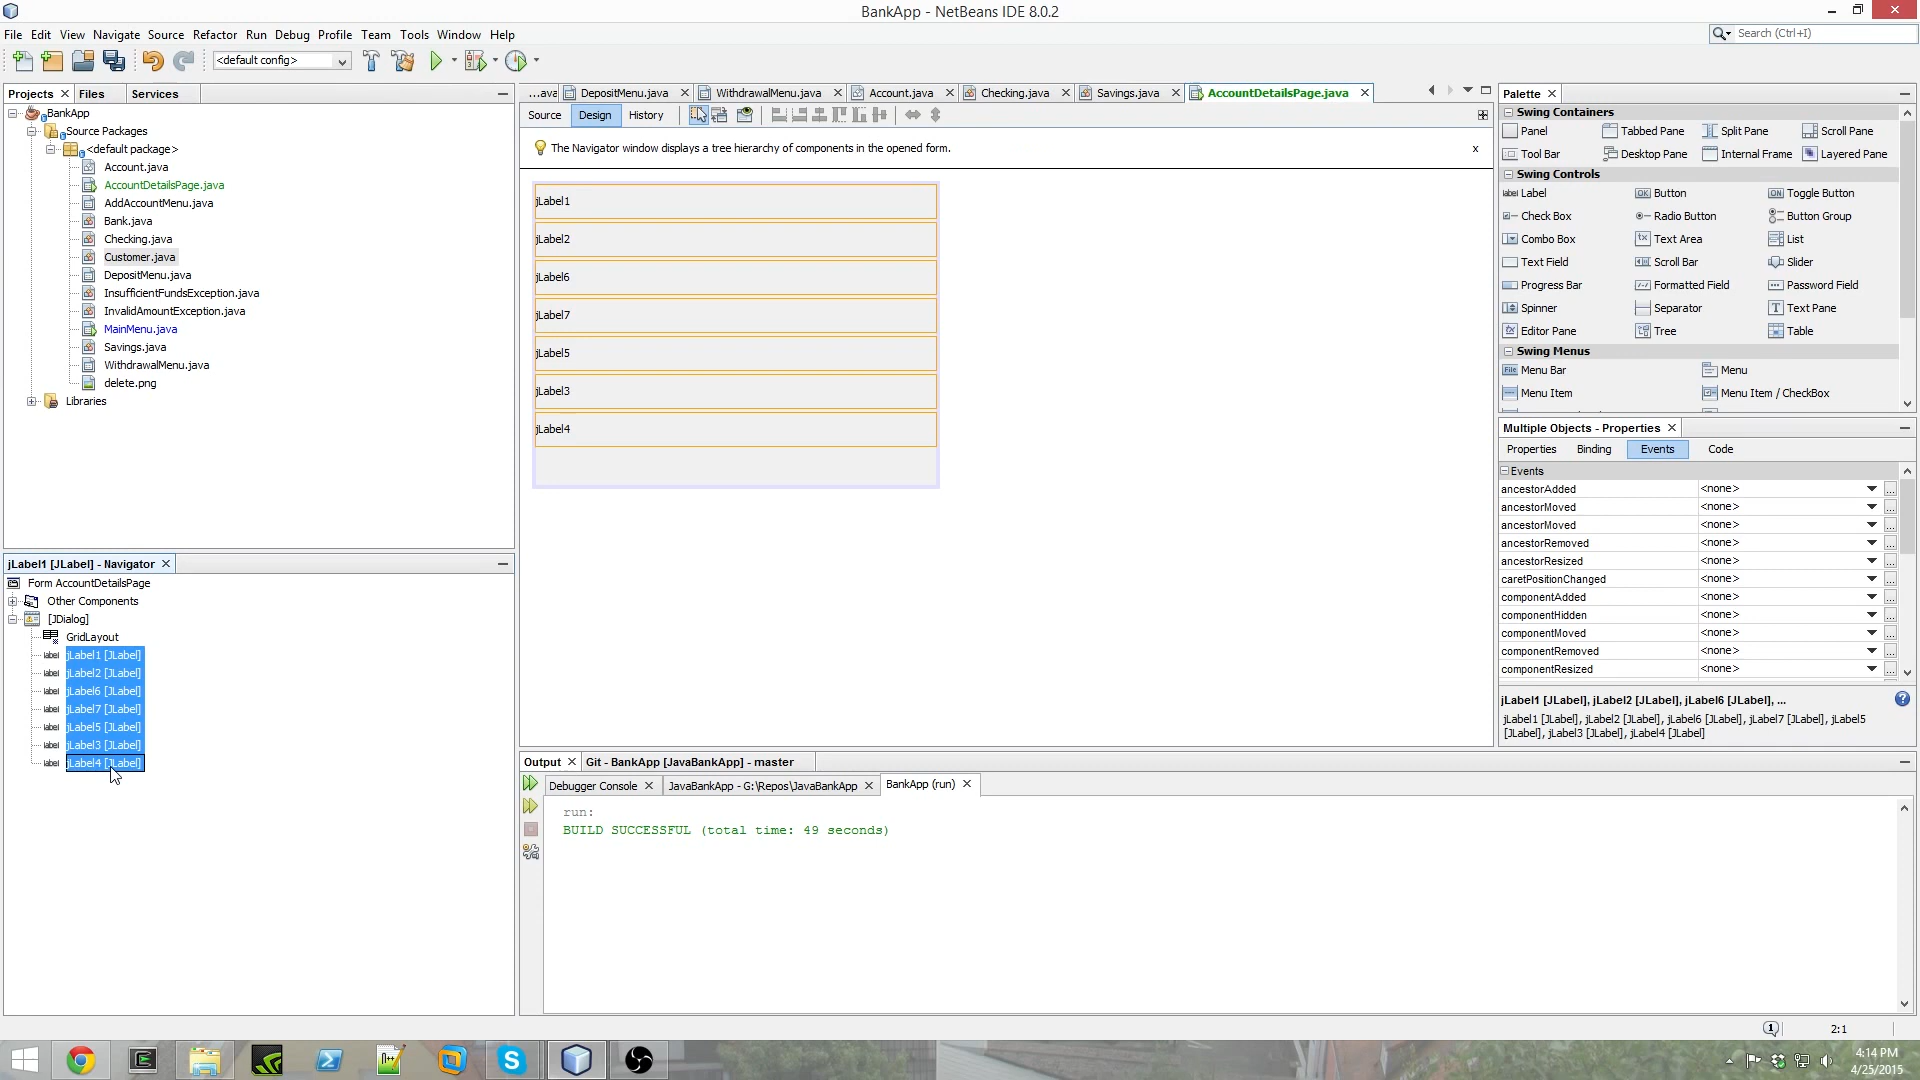 BankApp - NetBeans IDE 8.0.2
File Edit View Navigate Source Refactor Run Debug Profile Team Tools Window Help
Search (Ctrl+I)
<default config>
Projects Files Services
BankApp
Source Packages
<default package>
Account.java
AccountDetailsPage.java
AddAccountMenu.java
Bank.java
Checking.java
Customer.java
DepositMenu.java
InsufficientFundsException.java
InvalidAmountException.java
MainMenu.java
Savings.java
WithdrawalMenu.java
delete.png
Libraries
jLabel1 [JLabel] - Navigator
Form AccountDetailsPage
Other Components
[JDialog]
GridLayout
label jLabel1 [JLabel]
label jLabel2 [JLabel]
label jLabel6 [JLabel]
label jLabel7 [JLabel]
label jLabel5 [JLabel]
label jLabel3 [JLabel]
label jLabel4 [JLabel]
...ava DepositMenu.java WithdrawalMenu.java Account.java Checking.java Savings.java AccountDetailsPage.java
Source Design History
The Navigator window displays a tree hierarchy of components in the opened form. x
jLabel1
jLabel2
jLabel6
jLabel7
jLabel5
jLabel3
jLabel4
Output Git - BankApp [JavaBankApp] - master
Debugger Console JavaBankApp - G:\Repos\JavaBankApp BankApp (run)
run:
BUILD SUCCESSFUL (total time: 49 seconds)
Palette
Swing Containers
Panel Tabbed Pane Split Pane Scroll Pane
Tool Bar Desktop Pane Internal Frame Layered Pane
Swing Controls
label Label OK Button ON Toggle Button
Check Box Radio Button Button Group
Combo Box Text Area List
Text Field Scroll Bar Slider
Progress Bar Formatted Field Password Field
Spinner Separator Text Pane
Editor Pane Tree Table
Swing Menus
File Menu Bar Menu
Menu Item Menu Item / CheckBox
Multiple Objects - Properties
Properties Binding Events Code
Events
ancestorAdded <none> ...
ancestorMoved <none> ...
ancestorMoved <none> ...
ancestorRemoved <none> ...
ancestorResized <none> ...
caretPositionChanged <none> ...
componentAdded <none> ...
componentHidden <none> ...
componentMoved <none> ...
componentRemoved <none> ...
componentResized <none> ...
jLabel1 [JLabel], jLabel2 [JLabel], jLabel6 [JLabel], ...
jLabel1 [JLabel], jLabel2 [JLabel], jLabel6 [JLabel], jLabel7 [JLabel], jLabel5
[JLabel], jLabel3 [JLabel], jLabel4 [JLabel]
1 2:1
4:14 PM
4/25/2015